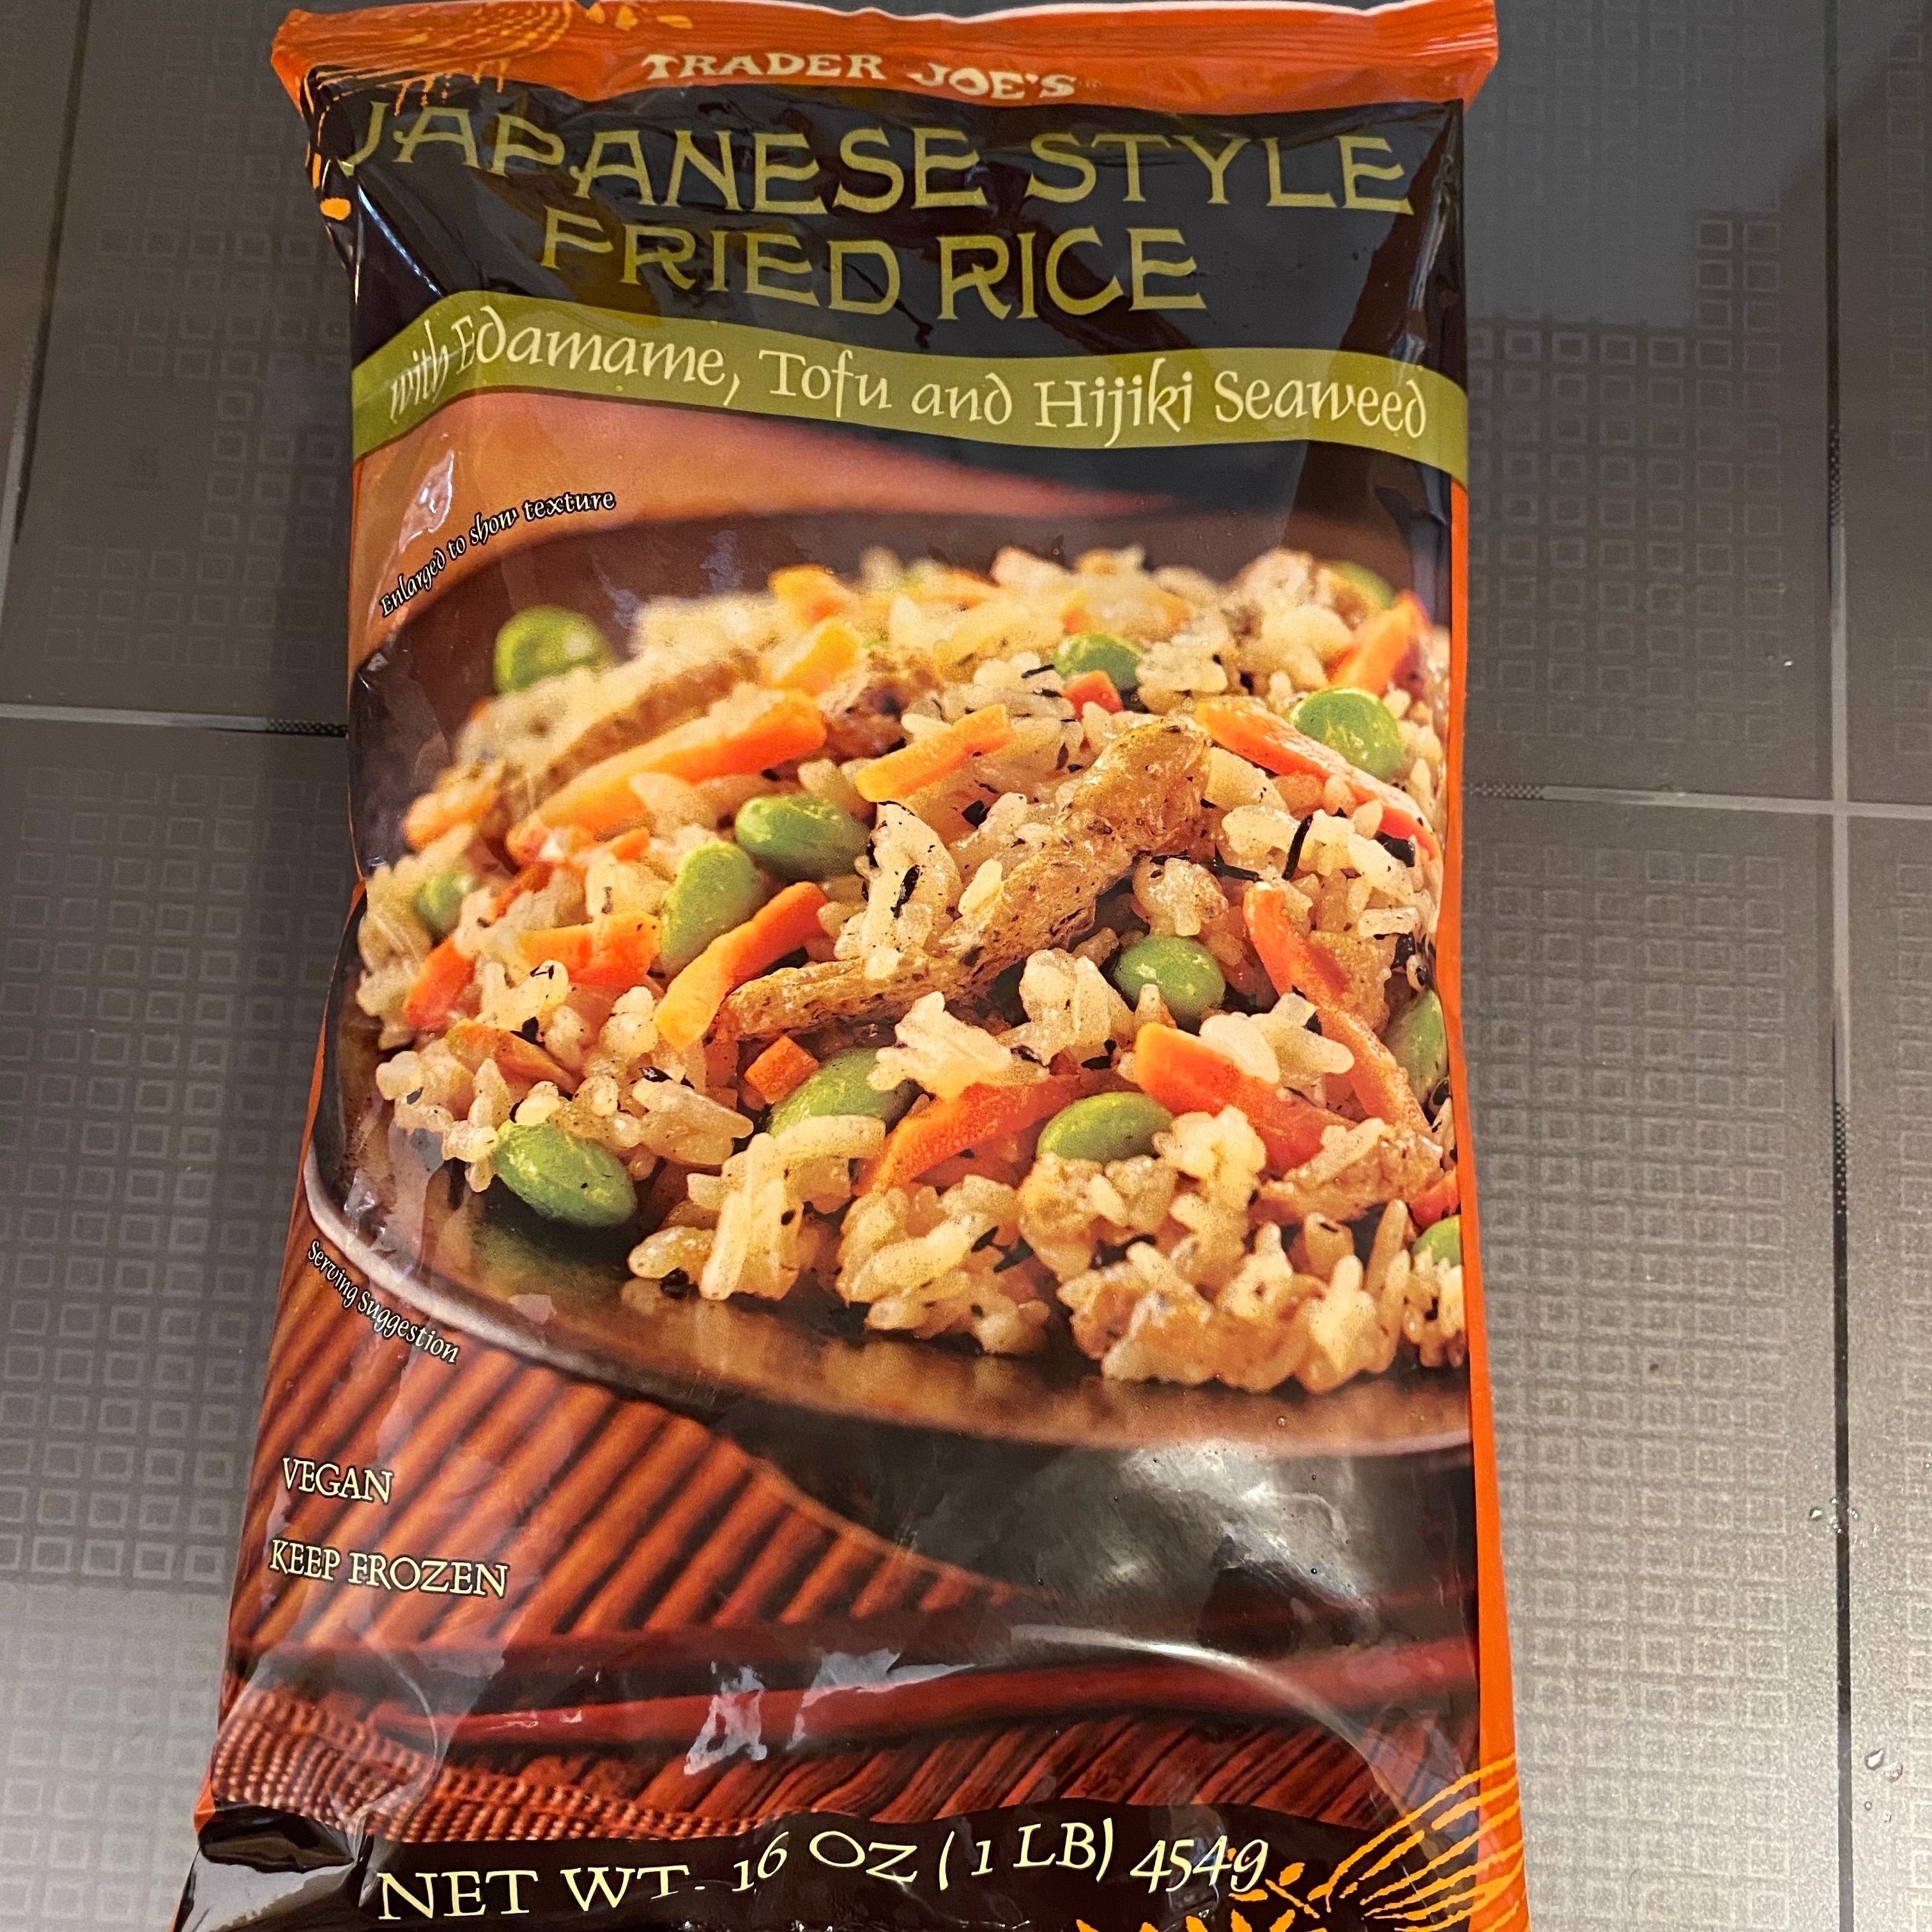 TRADER JOE'S
JAPANESE STYLE
FRIED RICE
with Edamame, Tofu and Hijiki Seaweed
Enlarged to show texture
Serving Suggestion
VEGAN
KEEP FROZEN
NET WT. 16 OZ (1 LB) 454g